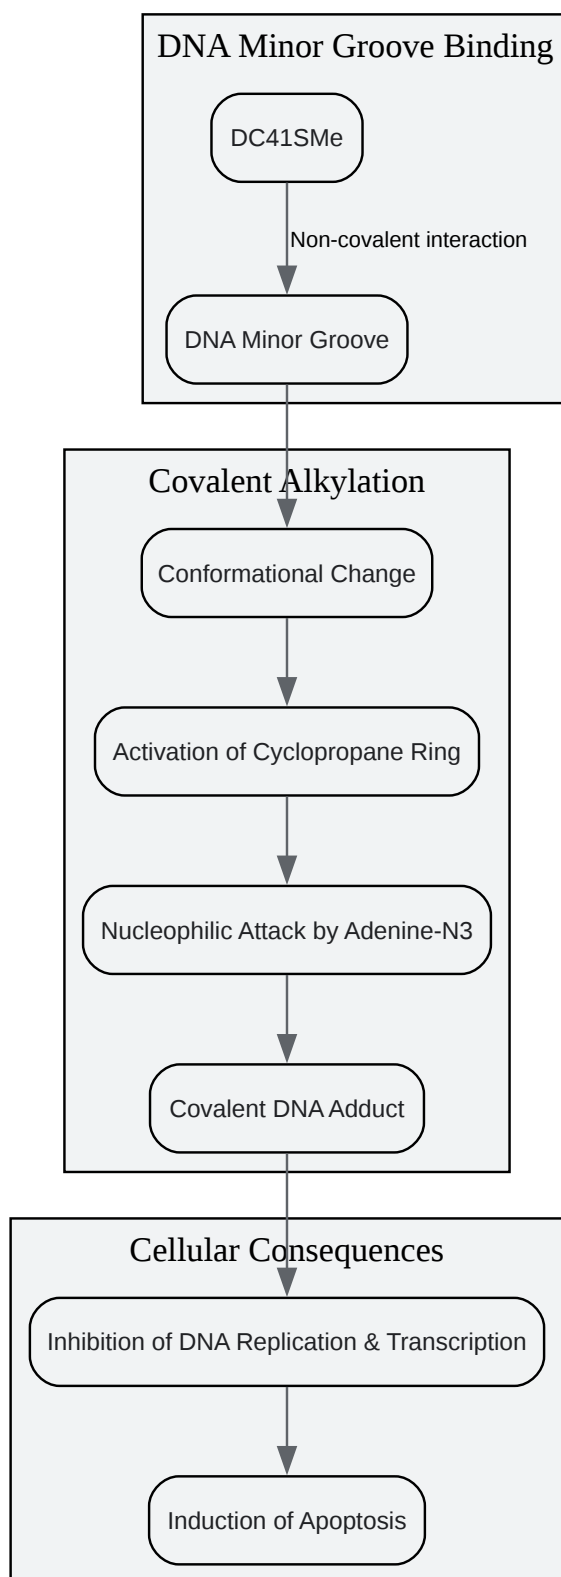 DNA Minor Groove Binding
DC41SMe
Non-covalent interaction
DNA Minor Groove
Covalent Alkylation
Conformational Change
Activation of Cyclopropane Ring
Nucleophilic Attack by Adenine-N3
Covalent DNA Adduct
Cellular Consequences
Inhibition of DNA Replication & Transcription
Induction of Apoptosis